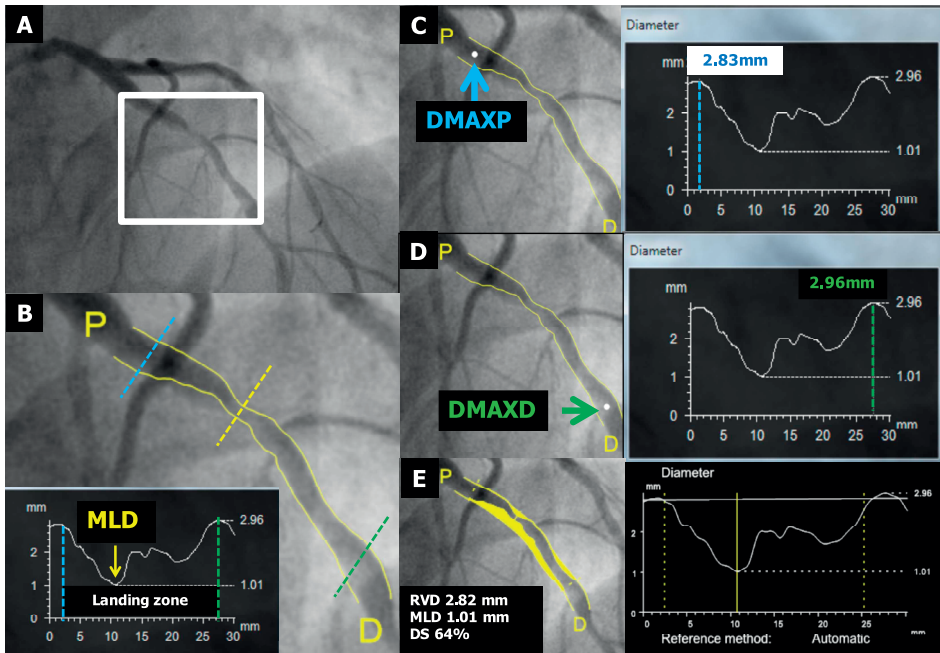 A
B
P
MLD
mm
2
1
0
2.96
1.01
Landing zone
0 5 10 15 20 25 30
mm
D
C
P
DMAXP
D
Diameter
2.83mm
mm
2
1
0
2.96
1.01
mm
0 5 10 15 20 25 30
D
P
DMAXD
D
Diameter
2.96mm
mm
2
1
0
2.96
1.01
mm
0 5 10 15 20 25 30
E
P
D
RVD 2.82 mm
MLD 1.01 mm
DS 64%
Diameter
mm
2
1
0
2.96
1.01
0 5 10 15 20 25 30
mm
Reference method: Automatic